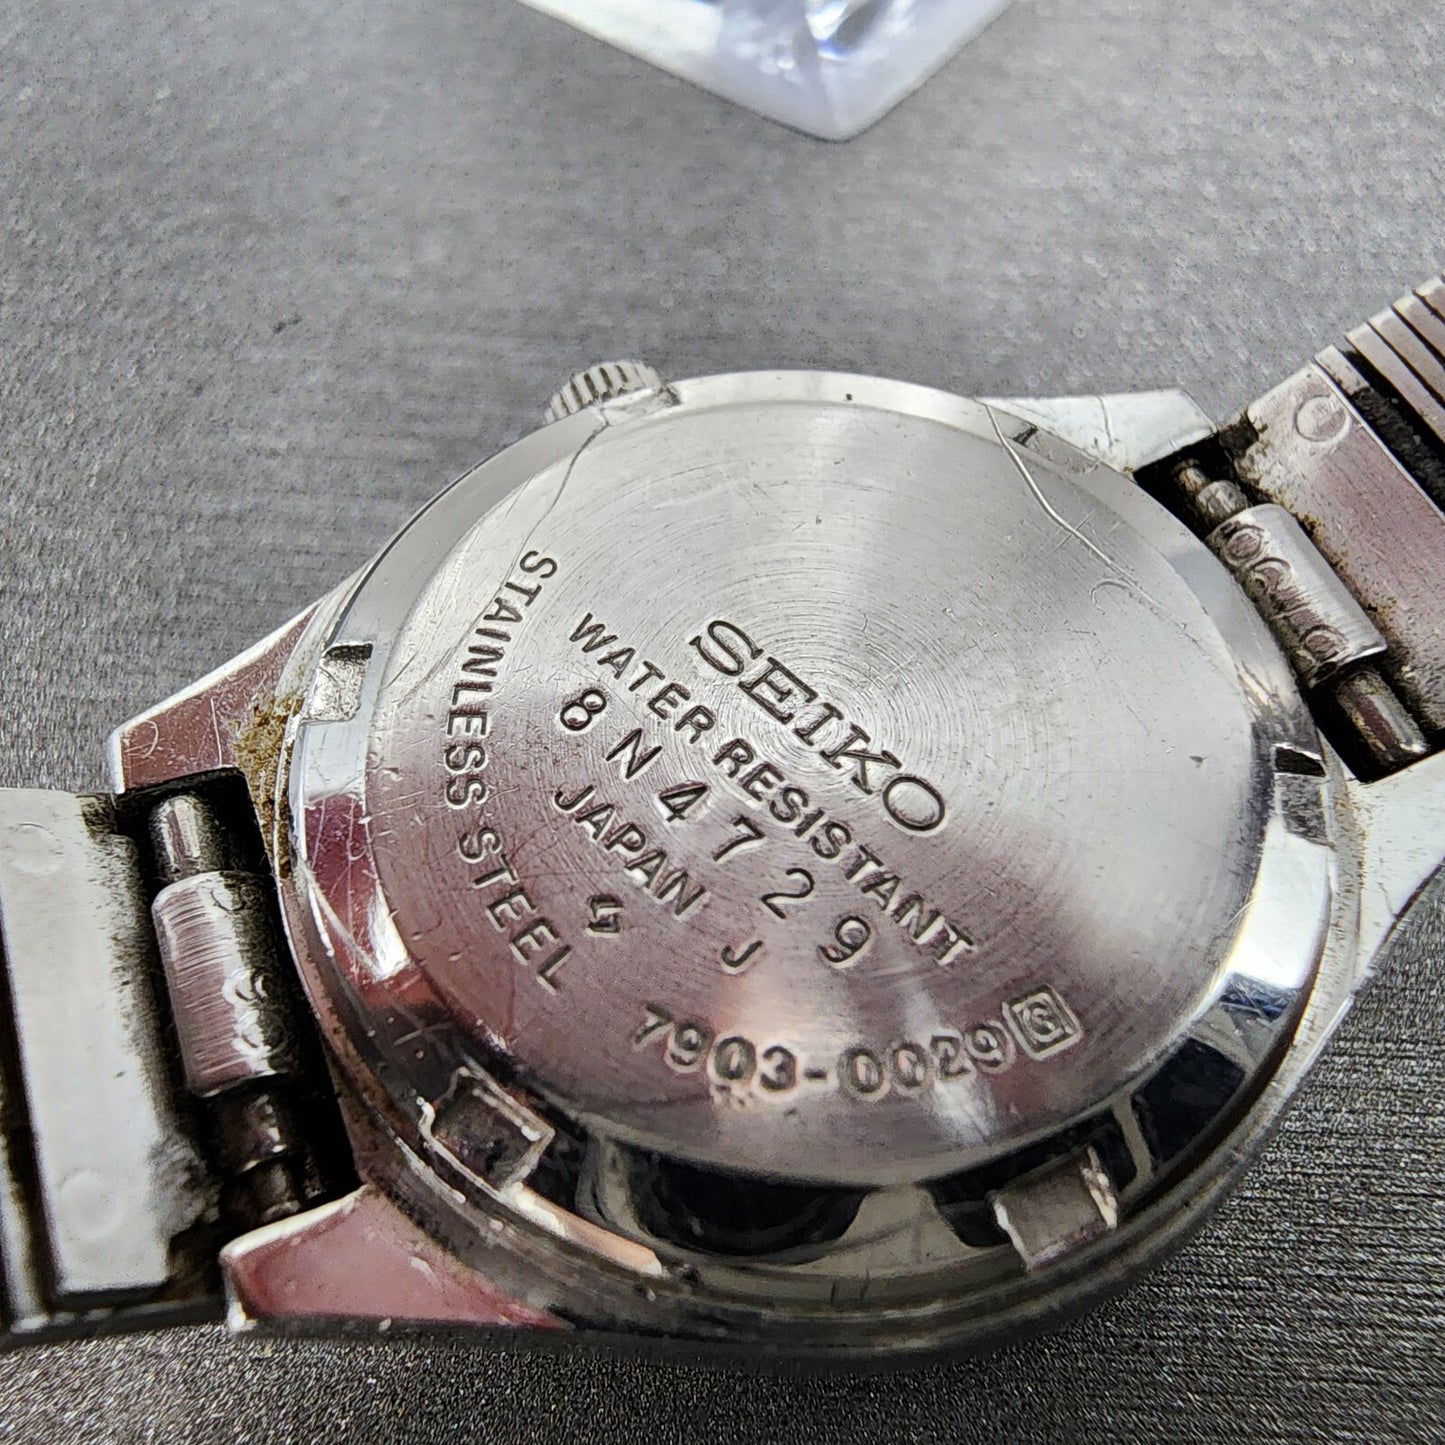 SEIKO
WATER RESISTANT
8N4729
JAPAN J
STAINLESS STEEL
7903-0029 G